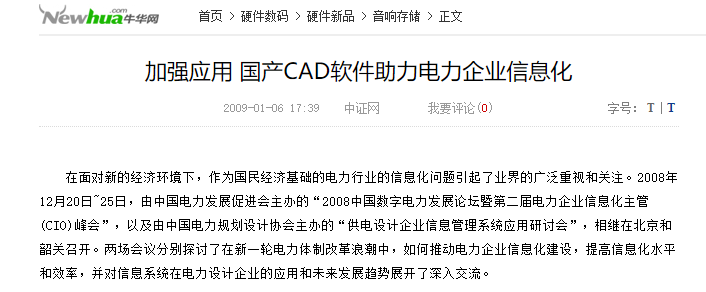 Newhua.com牛华网 首页 > 硬件数码 > 硬件新品 > 音响存储 > 正文
加强应用 国产CAD软件助力电力企业信息化
2009-01-06 17:39 中证网 我要评论(0) 字号：T | T
在面对新的经济环境下，作为国民经济基础的电力行业的信息化问题引起了业界的广泛重视和关注。2008年
12月20日~25日，由中国电力发展促进会主办的“2008中国数字电力发展论坛暨第二届电力企业信息化主管
(CIO)峰会”，以及由中国电力规划设计协会主办的“供电设计企业信息管理系统应用研讨会”，相继在北京和
韶关召开。两场会议分别探讨了在新一轮电力体制改革浪潮中，如何推动电力企业信息化建设，提高信息化水平
和效率，并对信息系统在电力设计企业的应用和未来发展趋势展开了深入交流。